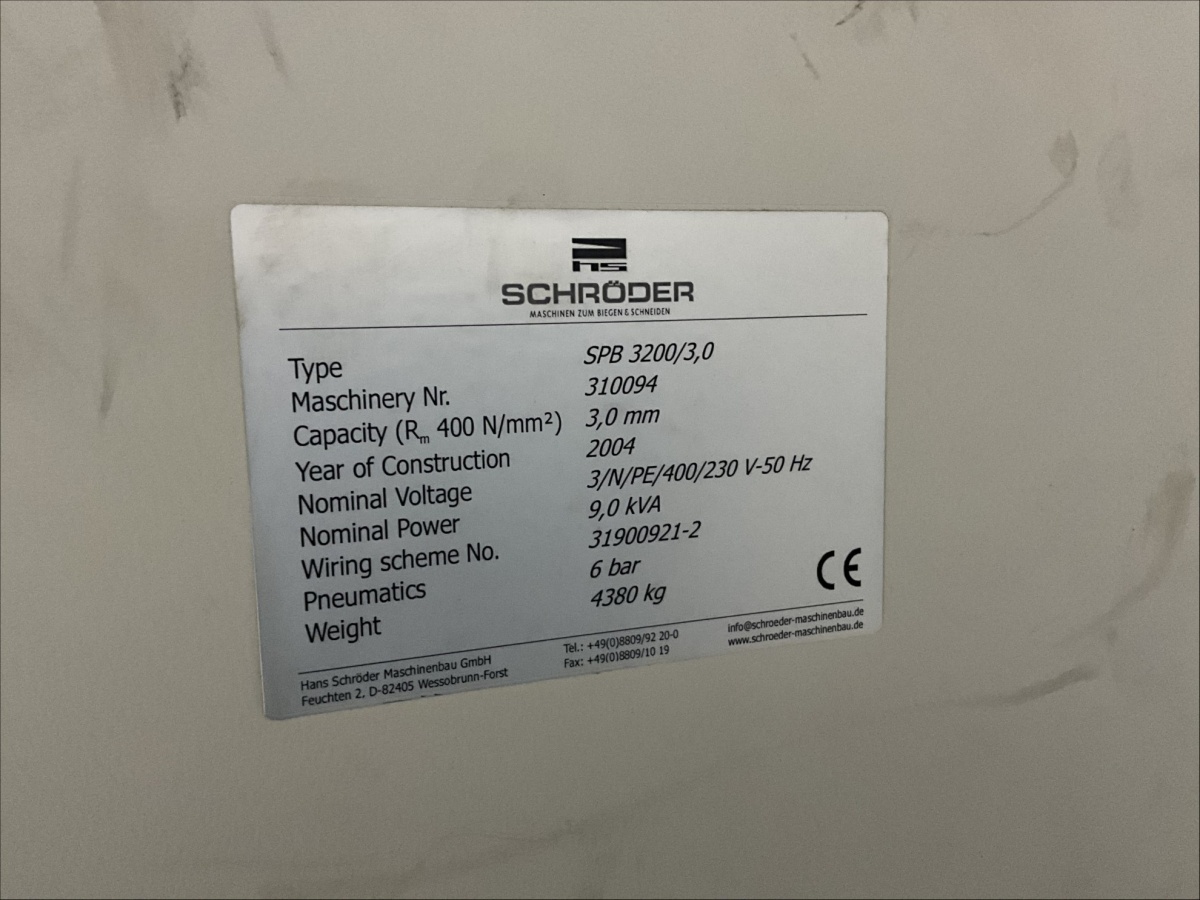 hs
SCHRÖDER
MASCHINEN ZUM BIEGEN & SCHNEIDEN
Type SPB 3200/3,0
Maschinery Nr. 310094
Capacity (Rm 400 N/mm²) 3,0 mm
Year of Construction 2004
Nominal Voltage 3/N/PE/400/230 V-50 Hz
Nominal Power 9,0 kVA
Wiring scheme No. 31900921-2
Pneumatics 6 bar
Weight 4380 kg
CE
Hans Schröder Maschinenbau GmbH Tel.: +49(0)8809/92 20-0 info@schroeder-maschinenbau.de
Feuchten 2, D-82405 Wessobrunn-Forst Fax: +49(0)8809/10 19 www.schroeder-maschinenbau.de